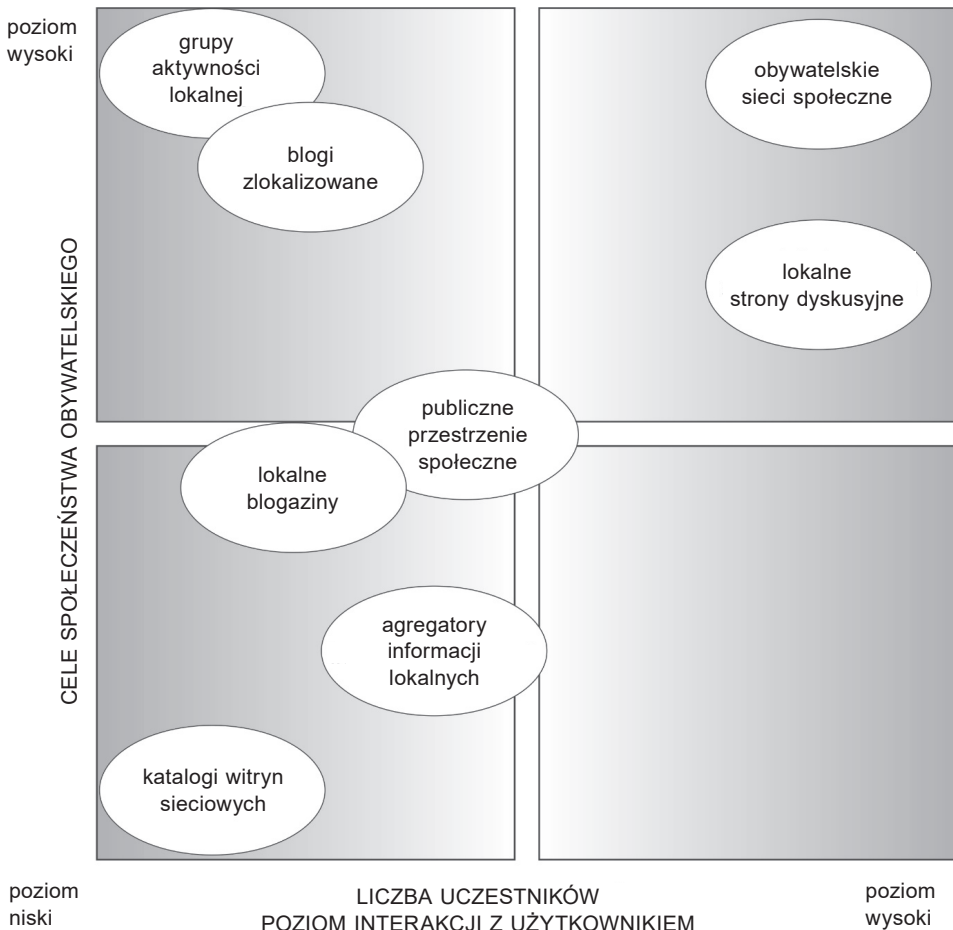 poziom
wysoki
grupy
aktywności
lokalnej
blogi
zlokalizowane
obywatelskie
sieci społeczne
lokalne
strony dyskusyjne
CELE SPOŁECZEŃSTWA OBYWATELSKIEGO
publiczne
przestrzenie
społeczne
lokalne
blogaziny
agregatory
informacji
lokalnych
katalogi witryn
sieciowych
poziom
niski
LICZBA UCZESTNIKÓW
POZIOM INTERAKCJI Z UŻYTKOWNIKIEM
poziom
wysoki